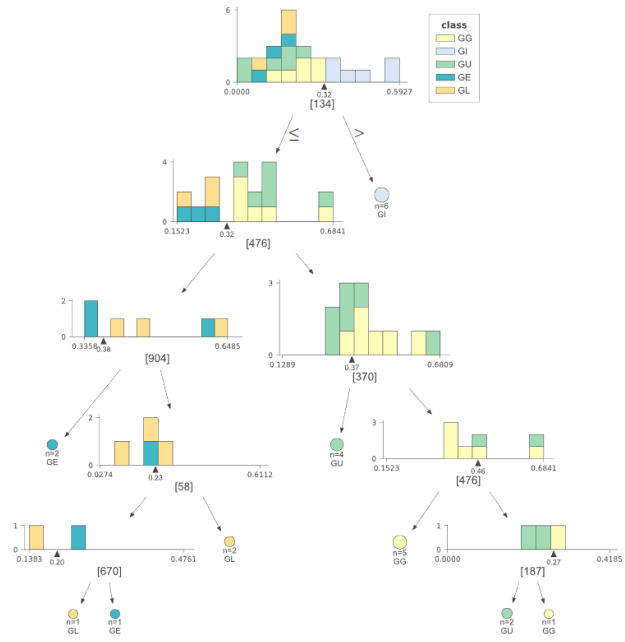 6
0
0.0000
0.32
0.5927
[134]
class
GG
GI
GU
GE
GL
≤
>
4
0
0.1523
0.32
0.6841
[476]
n=6
GI
2
0
0.3358
0.38
0.6485
[904]
3
0
0.1289
0.37
0.6809
[370]
n=2
GE
2
0
0.0274
0.23
0.6112
[58]
n=4
GU
3
0
0.1523
0.46
0.6841
[476]
1
0
0.1383
0.20
0.4761
[670]
n=2
GL
n=5
GG
1
0
0.0000
0.27
0.4185
[187]
n=1
GL
n=1
GE
n=2
GU
n=1
GG